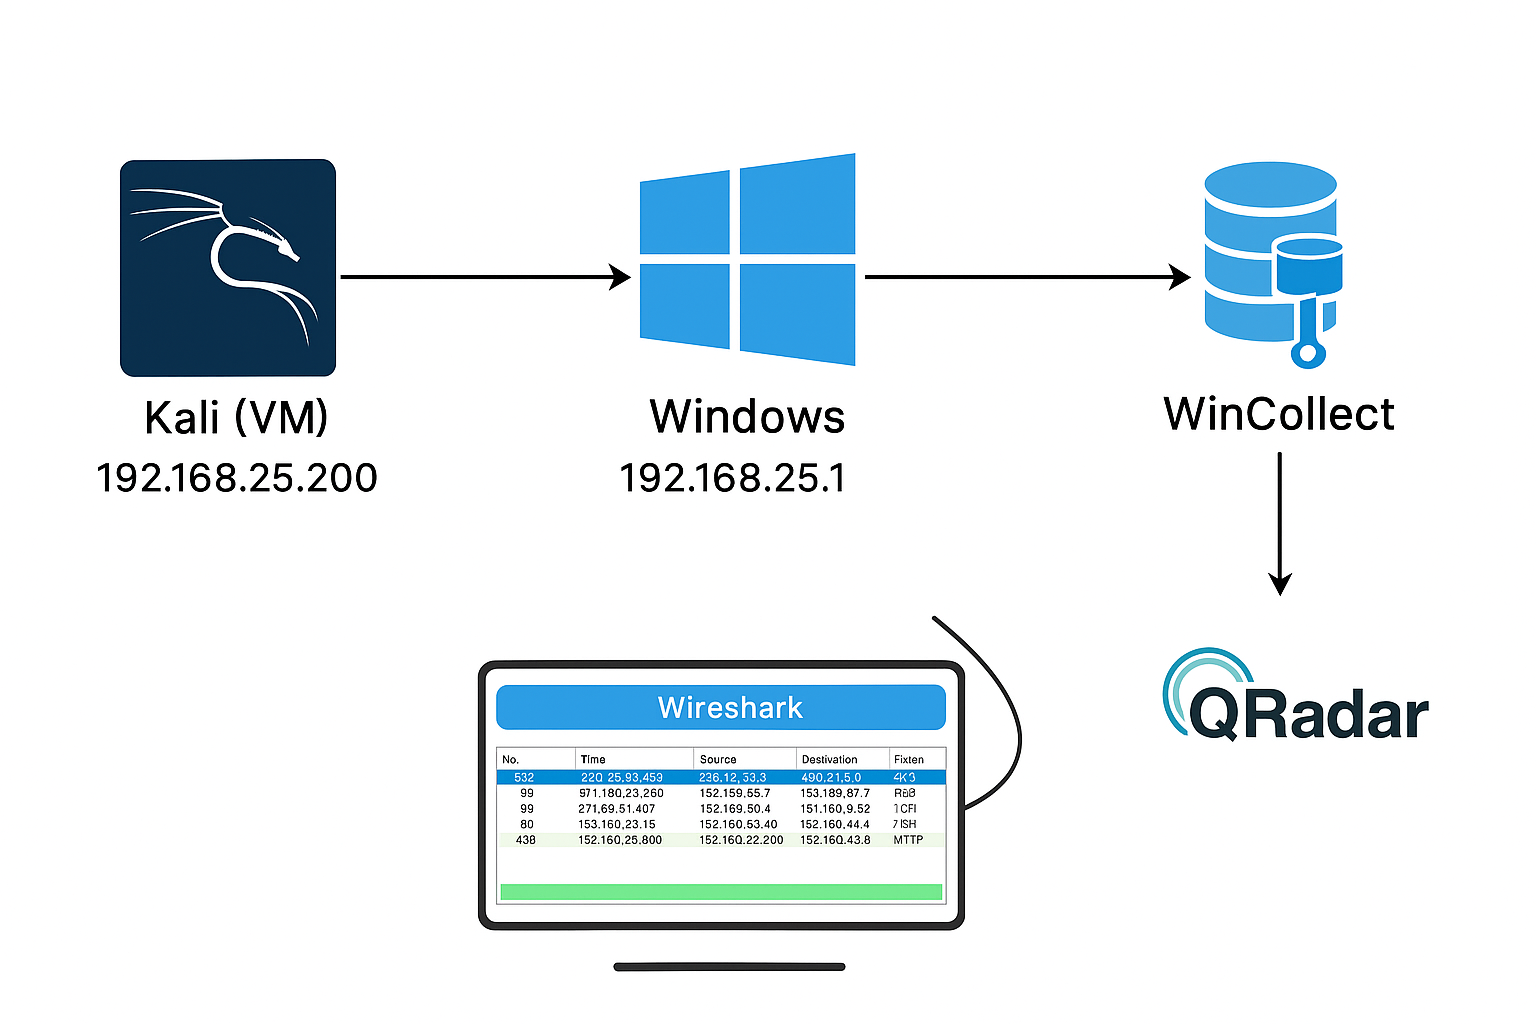 Kali (VM)
192.168.25.200
Windows
192.168.25.1
WinCollect
QRadar
Wireshark
No. Time Source Destivation Fixten
532 220 25,93,459 236.12,33,3 490,21,5,0
99 971.180,23,260 152.159,55.7 153.189,87.7
99 271,69.51.407 152.169.50.4 151.160,9.52
80 153.160,23.15 152.160,53.40 152.160,44.4
438 152.160,25,800 152.160.22.200 152.160.43.8 MTTP